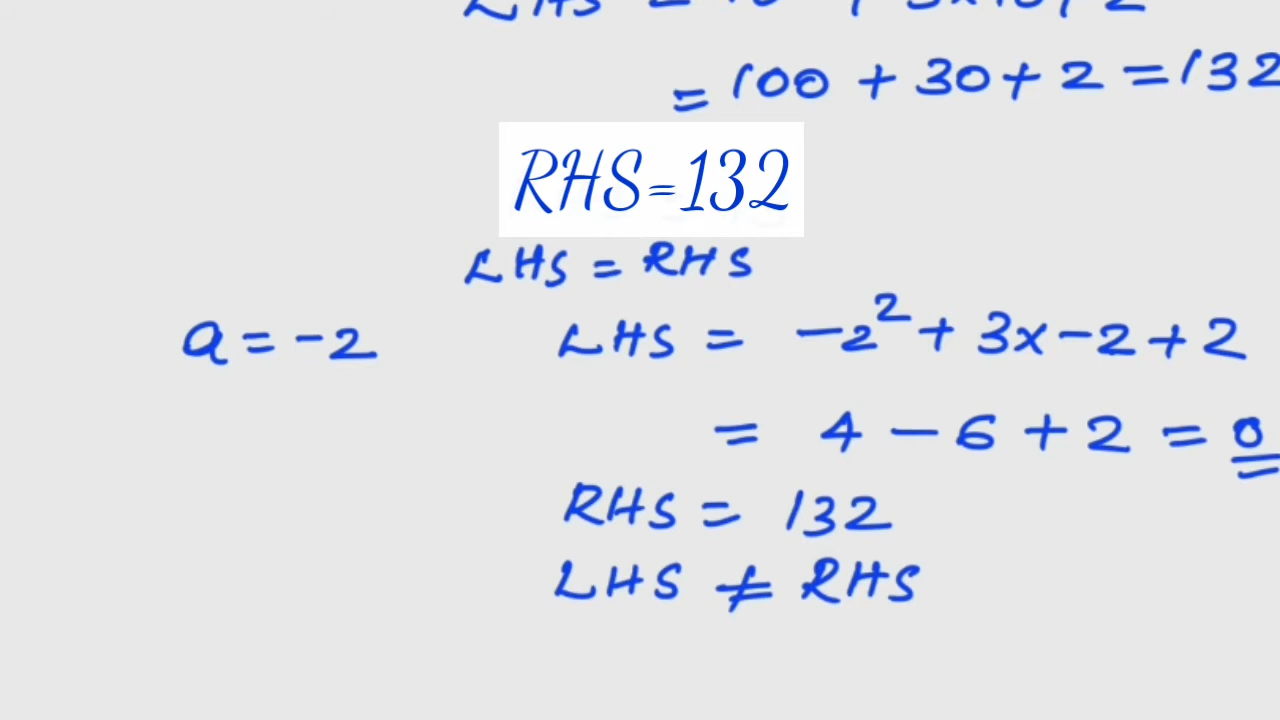 = 100 + 30 + 2 = 132
RHS=132
LHS = RHS
a = -2 LHS = -2² + 3x-2+2
= 4 - 6 + 2 = 0
RHS = 132
LHS ≠ RHS